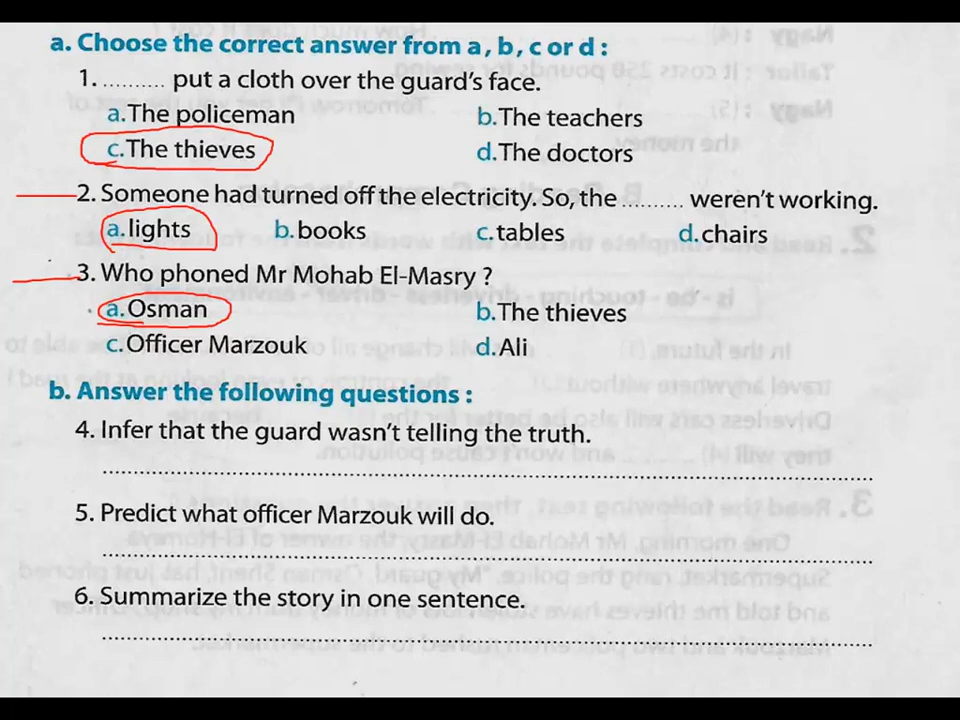 a. Choose the correct answer from a, b, c or d :
1. ......... put a cloth over the guard's face.
a. The policeman b. The teachers
c. The thieves d. The doctors
2. Someone had turned off the electricity. So, the ......... weren't working.
a. lights b. books c. tables d. chairs
3. Who phoned Mr Mohab El-Masry ?
a. Osman b. The thieves
c. Officer Marzouk d. Ali
b. Answer the following questions :
4. Infer that the guard wasn't telling the truth.
5. Predict what officer Marzouk will do.
6. Summarize the story in one sentence.